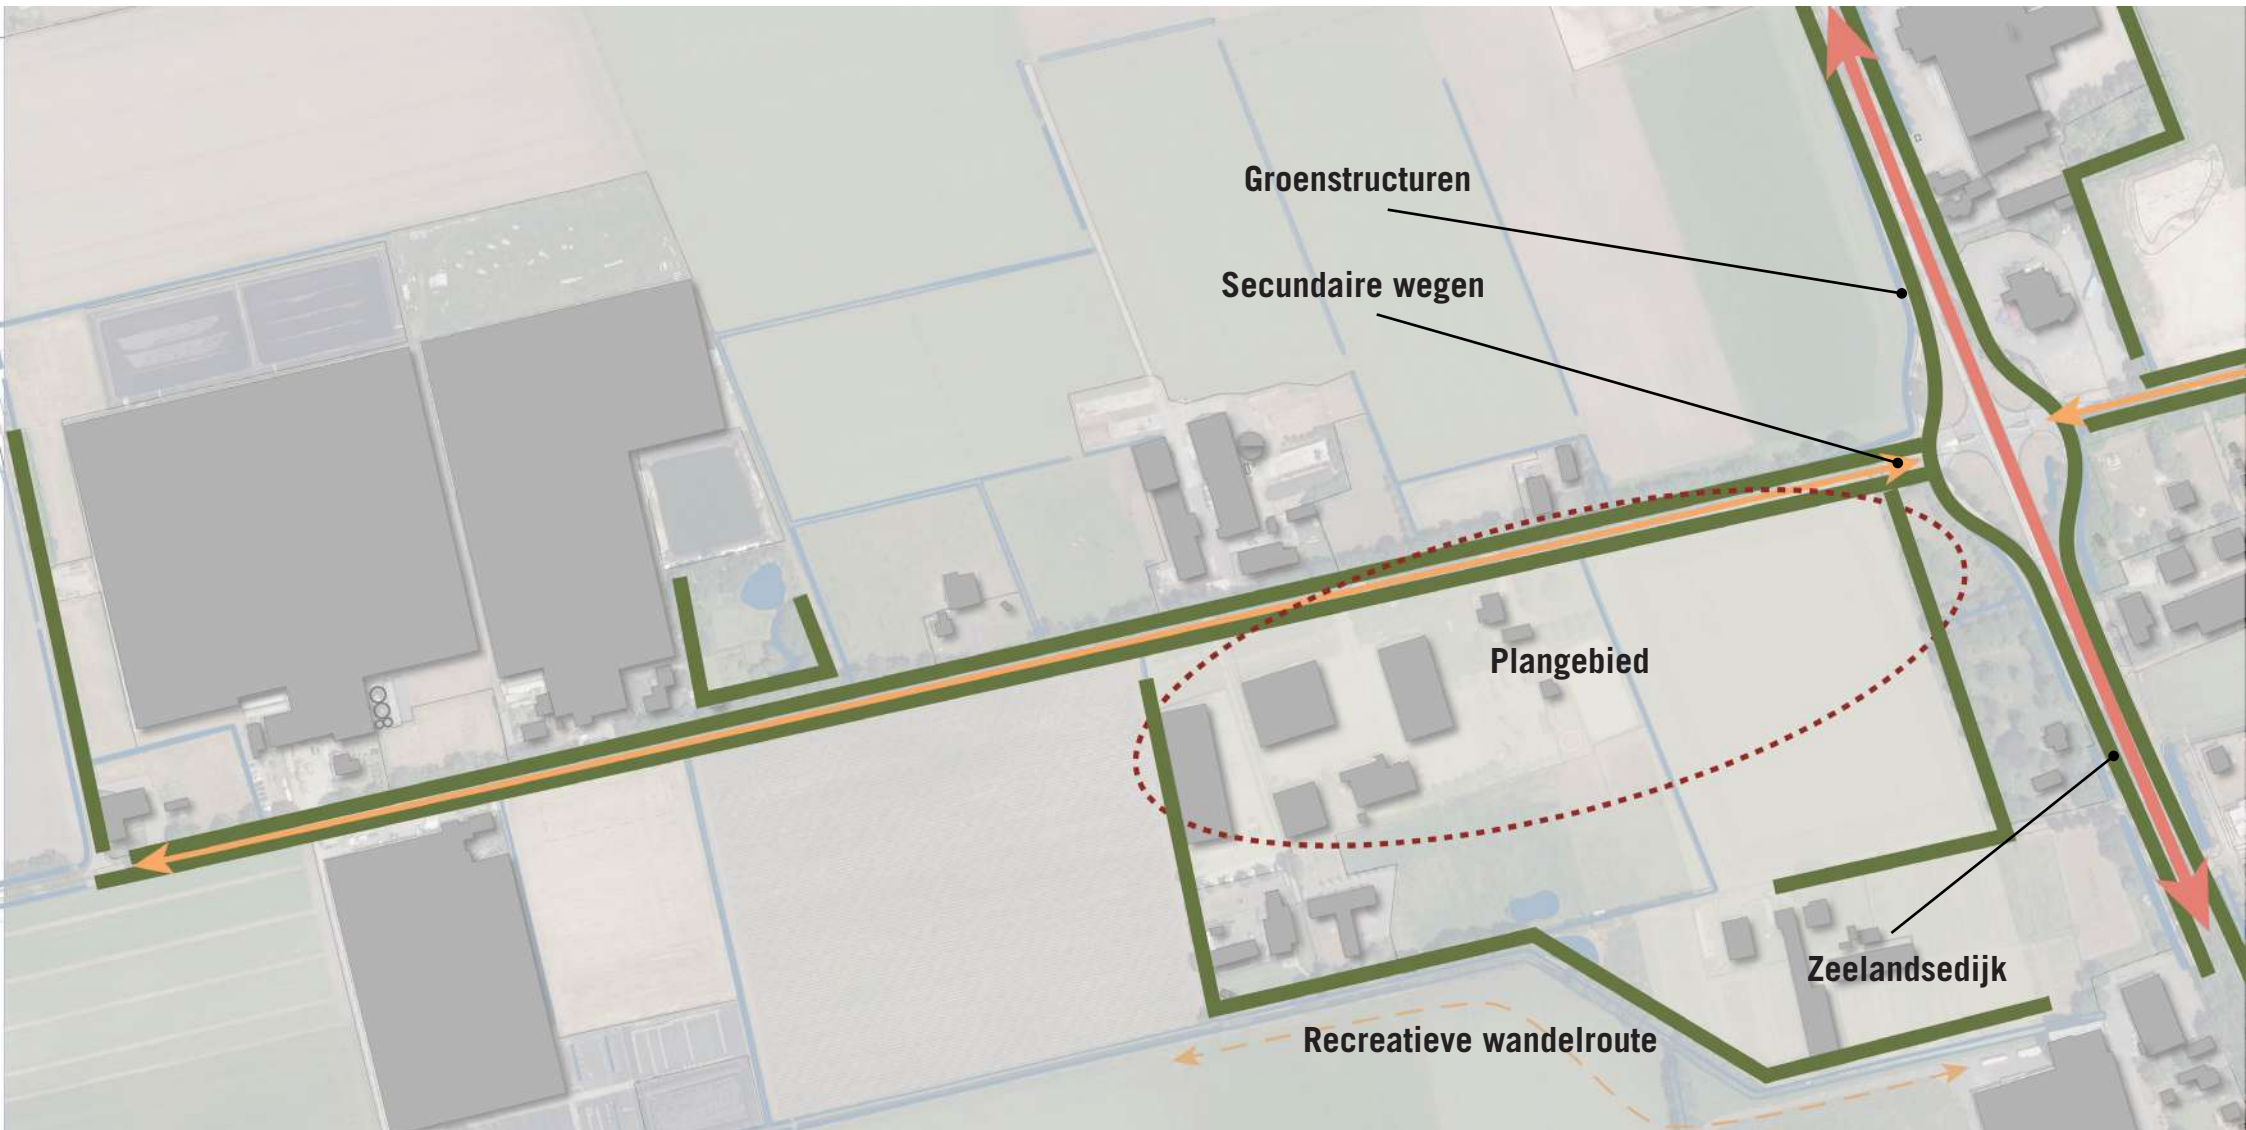 Groenstructuren
Secundaire wegen
Plangebied
Zeelandsedijk
Recreatieve wandelroute